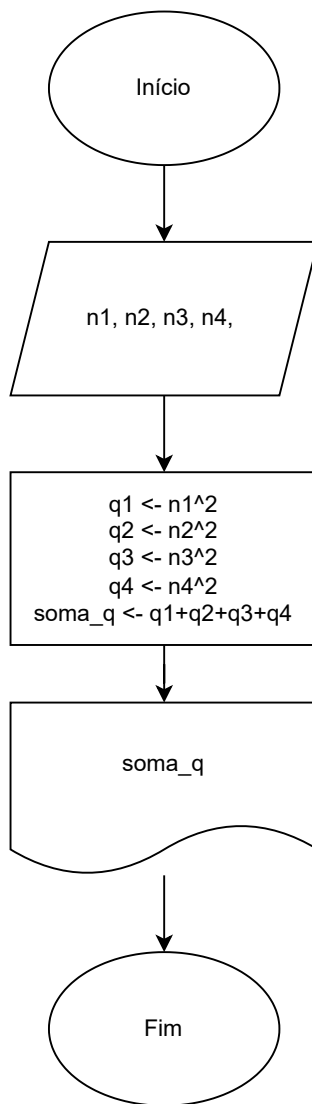 Início
n1, n2, n3, n4,
q1 <- n1^2
q2 <- n2^2
q3 <- n3^2
q4 <- n4^2
soma_q <- q1+q2+q3+q4
soma_q
Fim